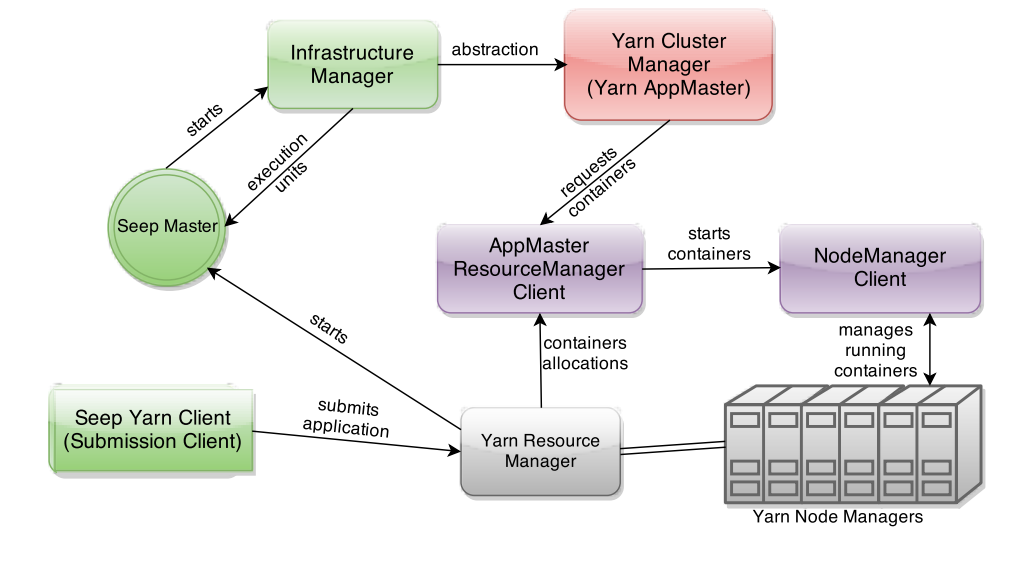 Infrastructure
Manager
abstraction
Yarn Cluster
Manager
(Yarn AppMaster)
starts
execution
units
requests
containers
Seep Master
AppMaster
ResourceManager
Client
starts
containers
NodeManager
Client
starts
containers
allocations
manages
running
containers
Seep Yarn Client
(Submission Client)
submits
application
Yarn Resource
Manager
Yarn Node Managers